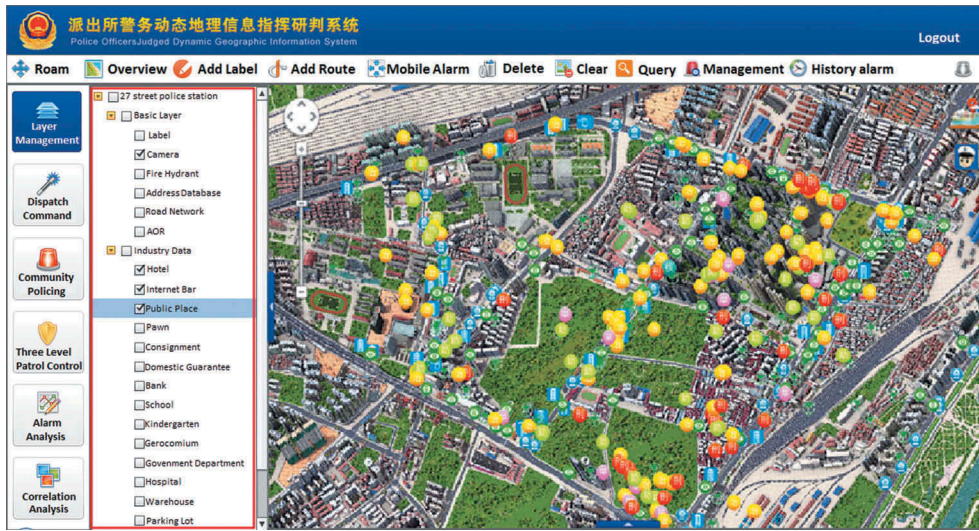 派出所警务动态地理信息指挥研判系统
Police OfficersJudged Dynamic Geographic Information System
Logout
Roam Overview Add Label Add Route Mobile Alarm Delete Clear Query Management History alarm
Layer
Management
Dispatch
Command
Community
Policing
Three Level
Patrol Control
Alarm
Analysis
Correlation
Analysis
27 street police station
Basic Layer
Label
Camera
Fire Hydrant
AddressDatabase
Road Network
AOR
Industry Data
Hotel
Internet Bar
Public Place
Pawn
Consignment
Domestic Guarantee
Bank
School
Kindergarten
Gerocomium
Govenment Department
Hospital
Warehouse
Parking Lot